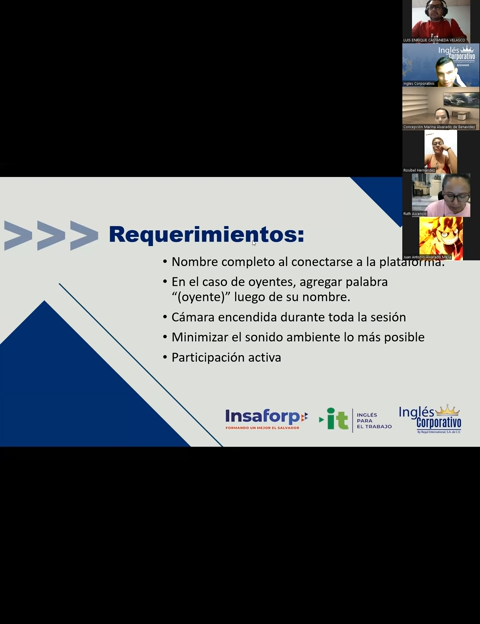 LUIS ENRIQUE CASTANEDA VELASCO
Inglés
Corporativo
Inglés Corporativo
Concepción Marina Alvarado de Benavides
Rosibel Hernández
Ruth
>>> Requerimientos:
• Nombre completo al conectarse a la plataforma.
• En el caso de oyentes, agregar palabra
“(oyente)” luego de su nombre.
• Cámara encendida durante toda la sesión
• Minimizar el sonido ambiente lo más posible
• Participación activa
Insaforp
FORMANDO UN MEJOR EL SALVADOR
it
INGLÉS
PARA
EL TRABAJO
Inglés
Corporativo